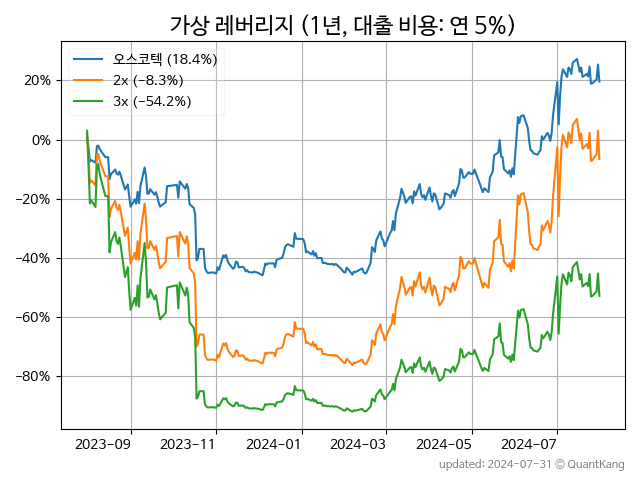 가상 레버리지 (1년, 대출 비용: 연 5%)
오스코텍 (18.4%)
2x (−8.3%)
3x (−54.2%)
20%
0%
−20%
−40%
−60%
−80%
2023-09 2023-11 2024-01 2024-03 2024-05 2024-07
updated: 2024-07-31 © QuantKang